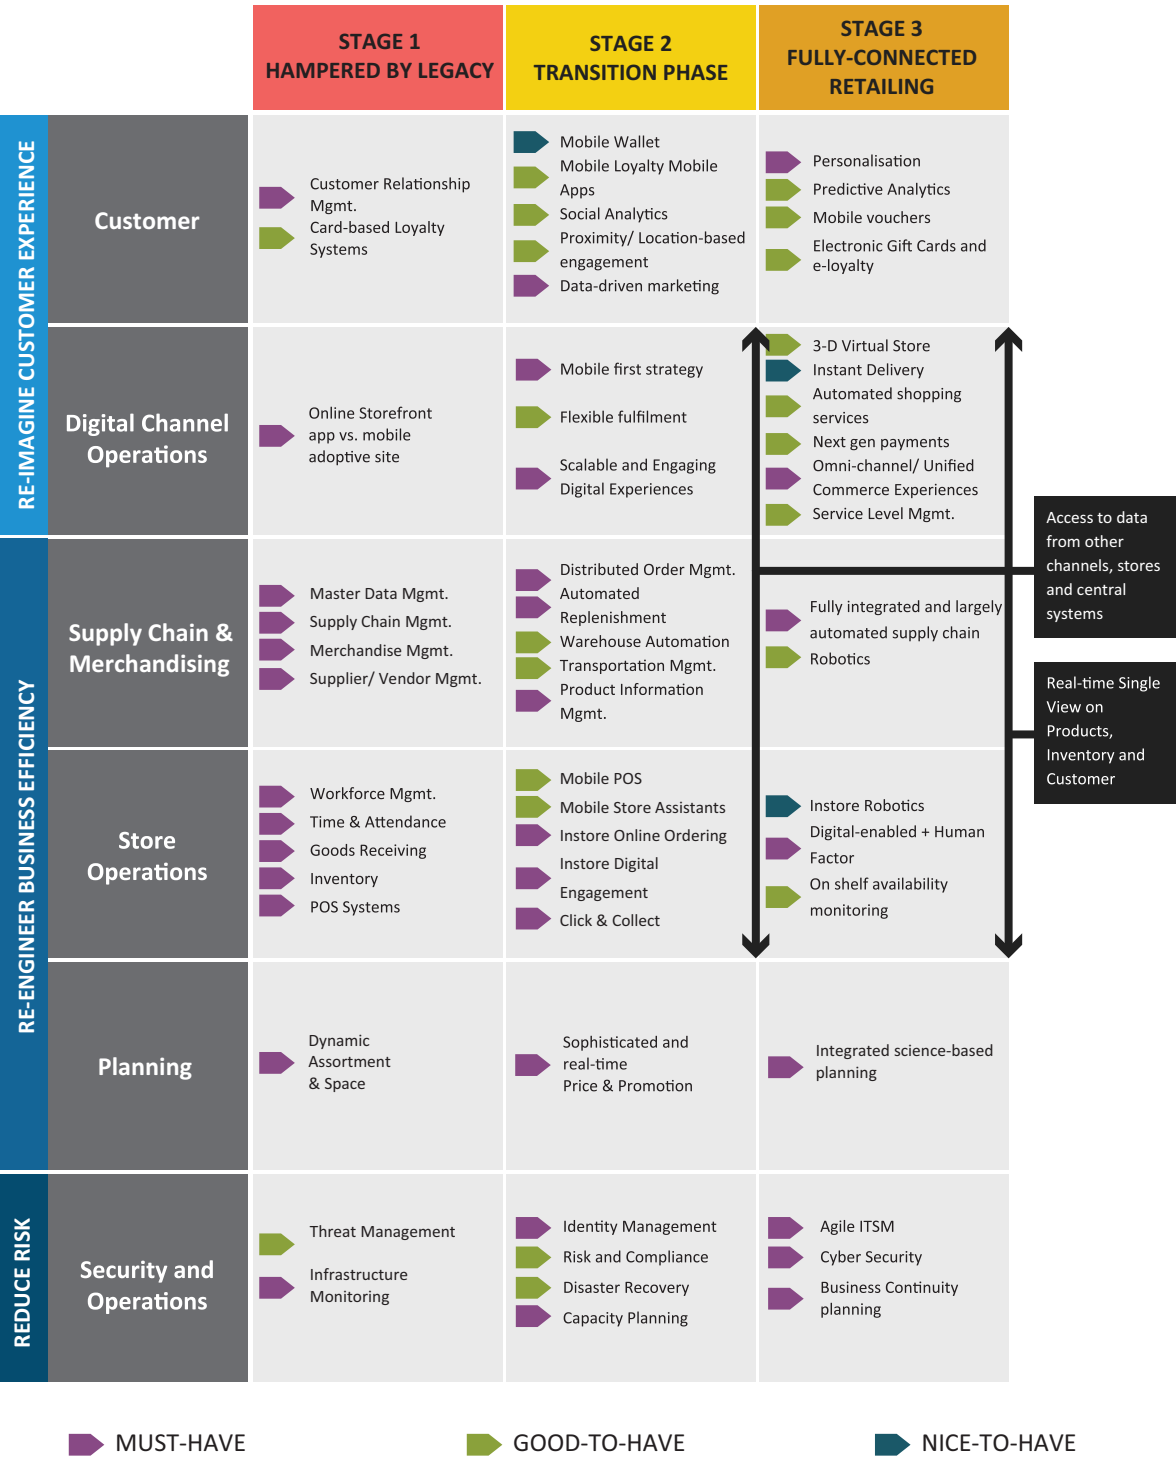 STAGE 1
HAMPERED BY LEGACY
STAGE 2
TRANSITION PHASE
STAGE 3
FULLY-CONNECTED
RETAILING
RE-IMAGINE CUSTOMER EXPERIENCE
Customer
Customer Relationship
Mgmt.
Card-based Loyalty
Systems
Mobile Wallet
Mobile Loyalty Mobile
Apps
Social Analytics
Proximity/ Location-based
engagement
Data-driven marketing
Personalisation
Predictive Analytics
Mobile vouchers
Electronic Gift Cards and
e-loyalty
Digital Channel
Operations
Online Storefront
app vs. mobile
adoptive site
Mobile first strategy
Flexible fulfilment
Scalable and Engaging
Digital Experiences
3-D Virtual Store
Instant Delivery
Automated shopping
services
Next gen payments
Omni-channel/ Unified
Commerce Experiences
Service Level Mgmt.
RE-ENGINEER BUSINESS EFFICIENCY
Supply Chain &
Merchandising
Master Data Mgmt.
Supply Chain Mgmt.
Merchandise Mgmt.
Supplier/ Vendor Mgmt.
Distributed Order Mgmt.
Automated
Replenishment
Warehouse Automation
Transportation Mgmt.
Product Information
Mgmt.
Fully integrated and largely
automated supply chain
Robotics
Access to data
from other
channels, stores
and central
systems
Real-time Single
View on
Products,
Inventory and
Customer
Store
Operations
Workforce Mgmt.
Time & Attendance
Goods Receiving
Inventory
POS Systems
Mobile POS
Mobile Store Assistants
Instore Online Ordering
Instore Digital
Engagement
Click & Collect
Instore Robotics
Digital-enabled + Human
Factor
On shelf availability
monitoring
Planning
Dynamic
Assortment
& Space
Sophisticated and
real-time
Price & Promotion
Integrated science-based
planning
REDUCE RISK
Security and
Operations
Threat Management
Infrastructure
Monitoring
Identity Management
Risk and Compliance
Disaster Recovery
Capacity Planning
Agile ITSM
Cyber Security
Business Continuity
planning
MUST-HAVE
GOOD-TO-HAVE
NICE-TO-HAVE